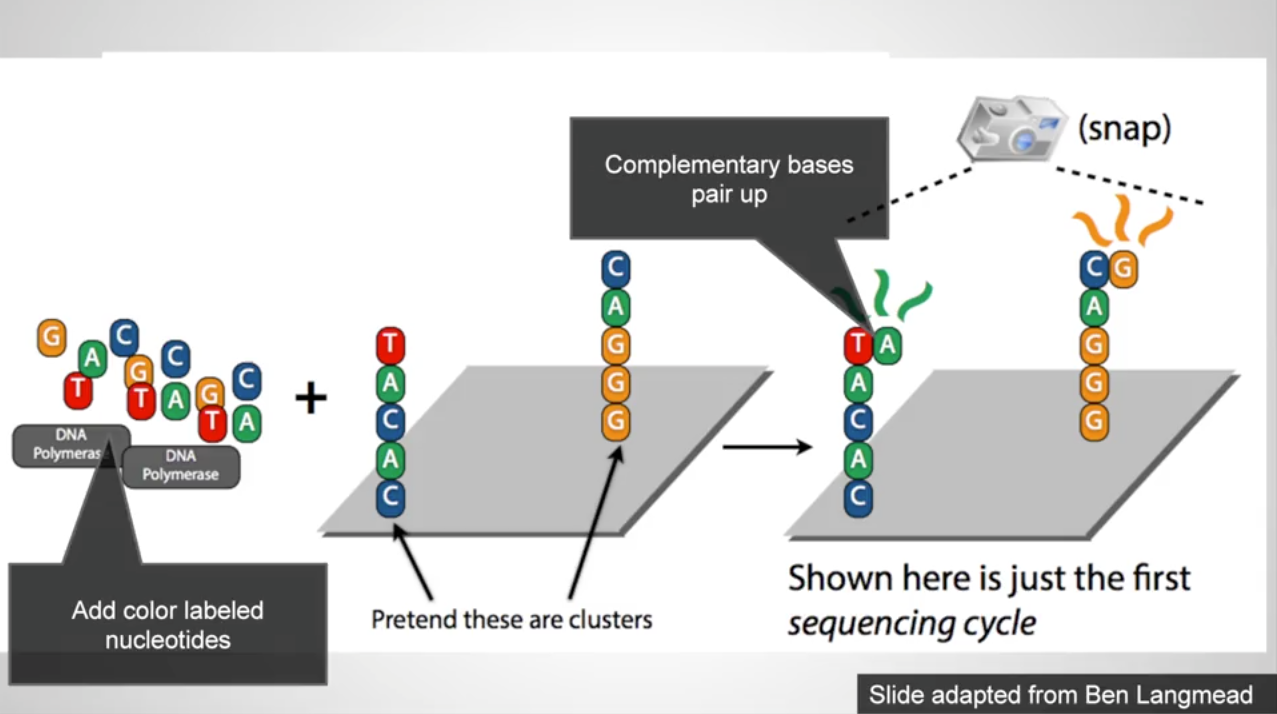 Complementary bases
pair up
(snap)
C
A
G
G
G
C G
A
G
G
G
G
A
C
T
G
T
C
A
G
T
C
A
DNA
Polymerase
DNA
Polymerase
+
T
A
C
A
C
T A
A
C
A
C
Add color labeled
nucleotides
Pretend these are clusters
Shown here is just the first
sequencing cycle
Slide adapted from Ben Langmead